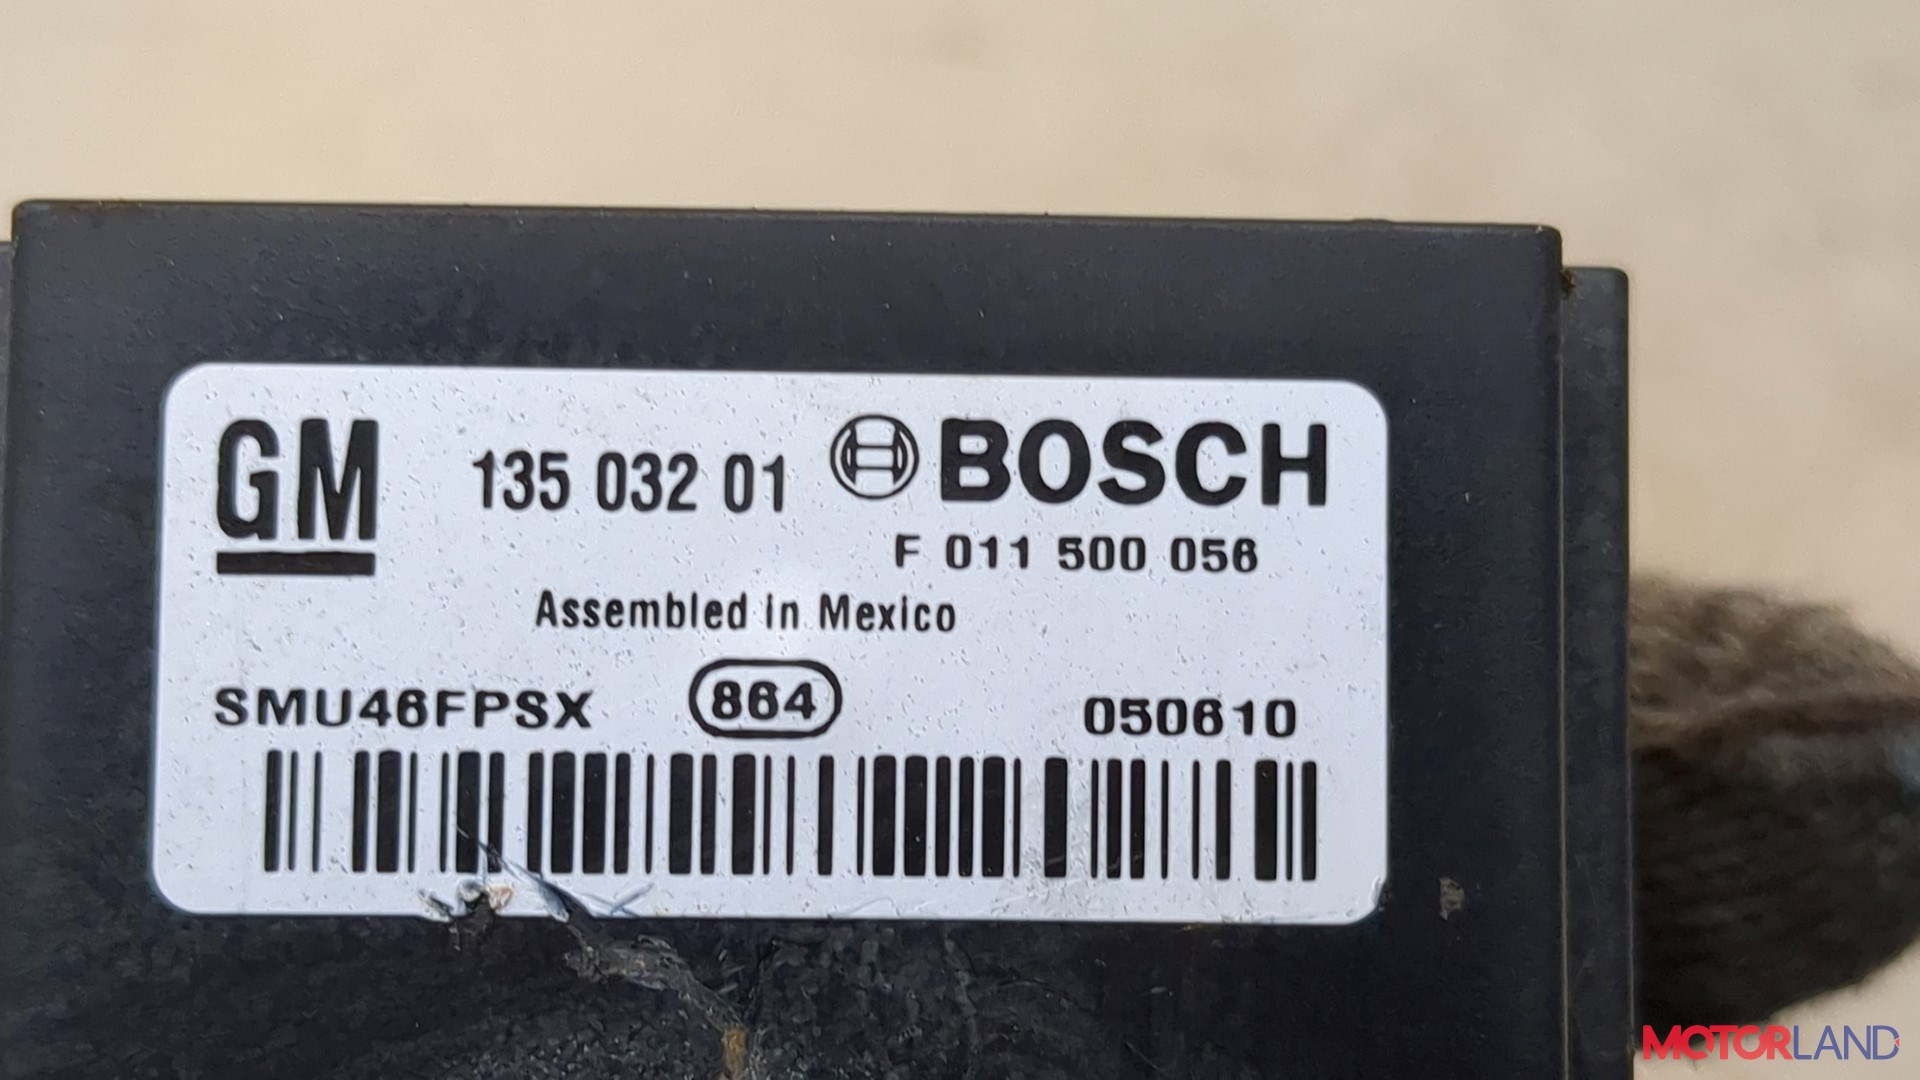 GM 135 032 01 BOSCH
F 011 500 056
Assembled in Mexico
SMU46FPSX 864 050610
MOTORLAND